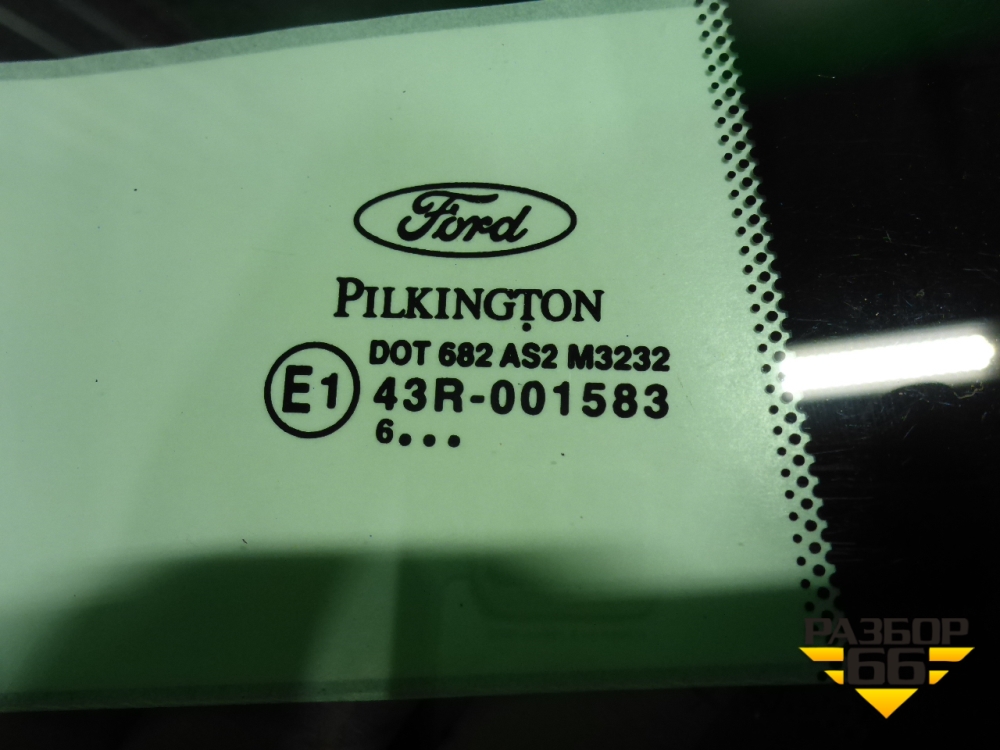 Ford
PILKINGTON
DOT 682 AS2 M3232
E1 43R-001583
6...
РАЗБОР
66